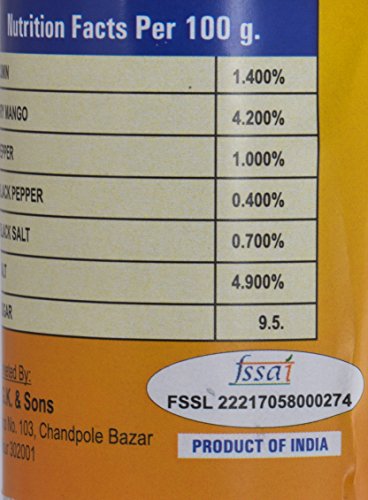 Nutrition Facts Per 100 g.
1.400%
MANGO 4.200%
1.000%
PEPPER 0.400%
SALT 0.700%
4.900%
9.5.
By:
& Sons
No. 103, Chandpole Bazar
302001
fssai
FSSL 22217058000274
PRODUCT OF INDIA